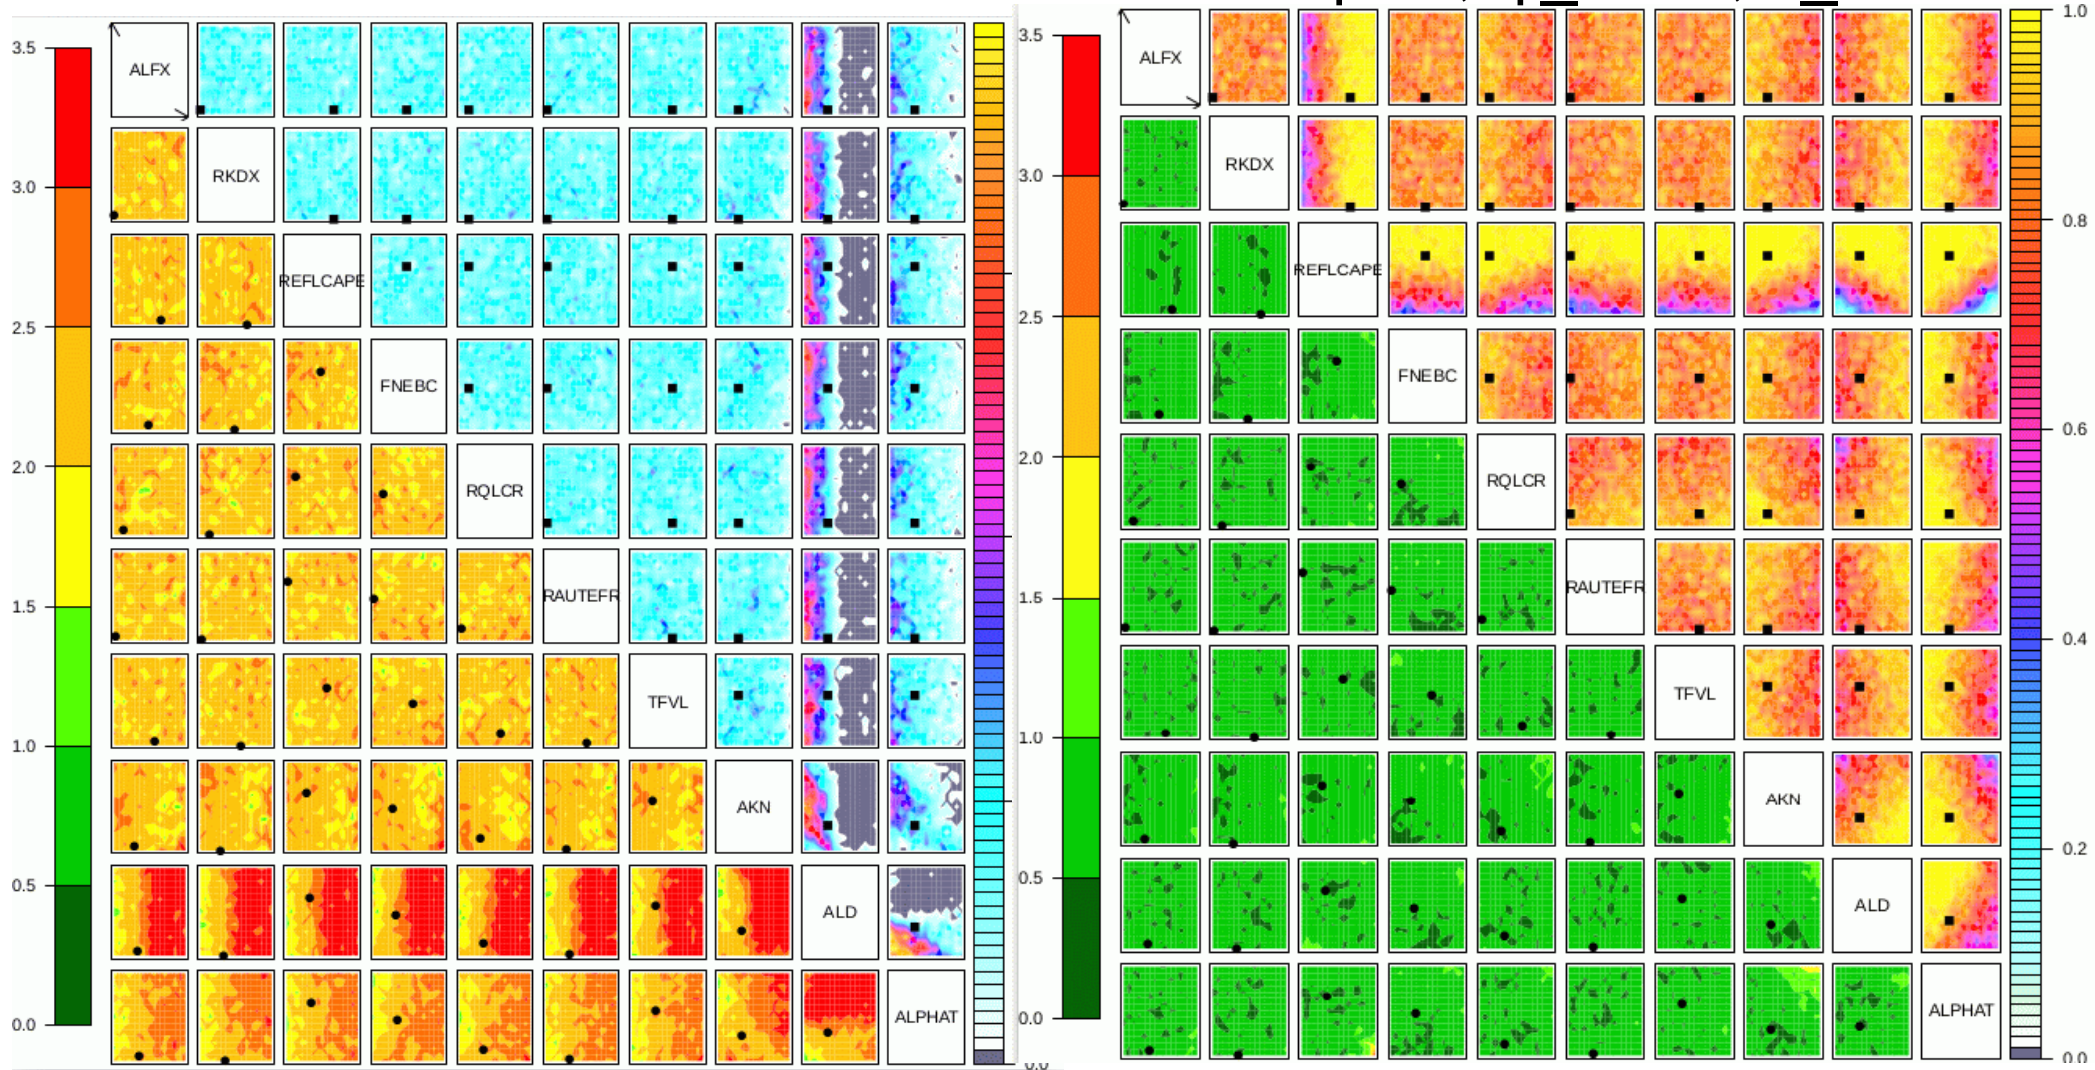 3.5
3.0
2.5
2.0
1.5
1.0
0.5
0.0
ALFX
RKDX
REFLCAPE
FNEBC
RQLCR
RAUTEFR
TFVL
AKN
ALD
ALPHAT
3.5
3.0
2.5
2.0
1.5
1.0
0.5
0.0
ALFX
RKDX
REFLCAPE
FNEBC
RQLCR
RAUTEFR
TFVL
AKN
ALD
ALPHAT
1.0
0.8
0.6
0.4
0.2
0.0